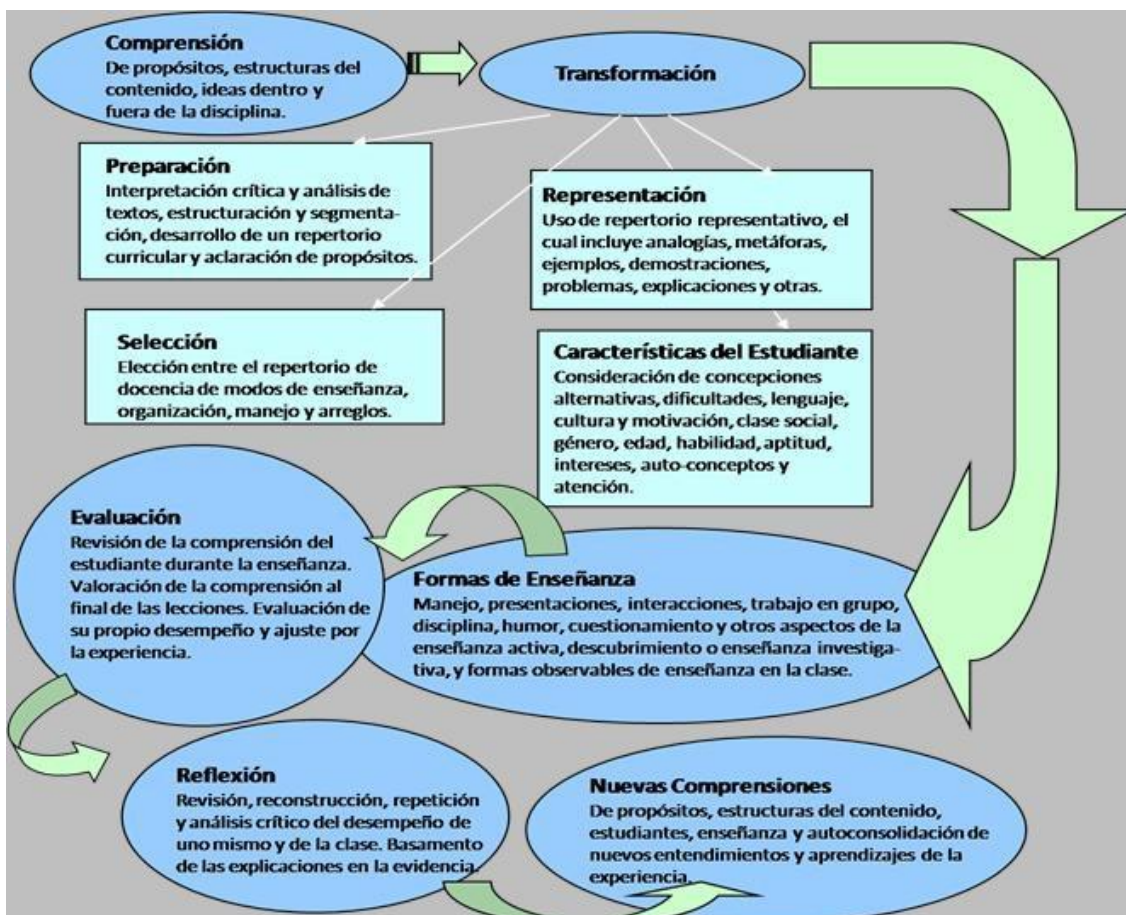 Comprensión
De propósitos, estructuras del
contenido, ideas dentro y
fuera de la disciplina.
Transformación
Preparación
Interpretación crítica y análisis de
textos, estructuración y segmenta-
ción, desarrollo de un repertorio
curricular y aclaración de propósitos.
Representación
Uso de repertorio representativo, el
cual incluye analogías, metáforas,
ejemplos, demostraciones,
problemas, explicaciones y otras.
Selección
Elección entre el repertorio de
docencia de modos de enseñanza,
organización, manejo y arreglos.
Características del Estudiante
Consideración de concepciones
alternativas, dificultades, lenguaje,
cultura y motivación, clase social,
género, edad, habilidad, aptitud,
intereses, auto-conceptos y
atención.
Evaluación
Revisión de la comprensión del
estudiante durante la enseñanza.
Valoración de la comprensión al
final de las lecciones. Evaluación de
su propio desempeño y ajuste por
la experiencia.
Formas de Enseñanza
Manejo, presentaciones, interacciones, trabajo en grupo,
disciplina, humor, cuestionamiento y otros aspectos de la
enseñanza activa, descubrimiento o enseñanza investiga-
tiva, y formas observables de enseñanza en la clase.
Reflexión
Revisión, reconstrucción, repetición
y análisis crítico del desempeño de
uno mismo y de la clase. Basamento
de las explicaciones en la evidencia.
Nuevas Comprensiones
De propósitos, estructuras del contenido,
estudiantes, enseñanza y autoconsolidación de
nuevos entendimientos y aprendizajes de la
experiencia.